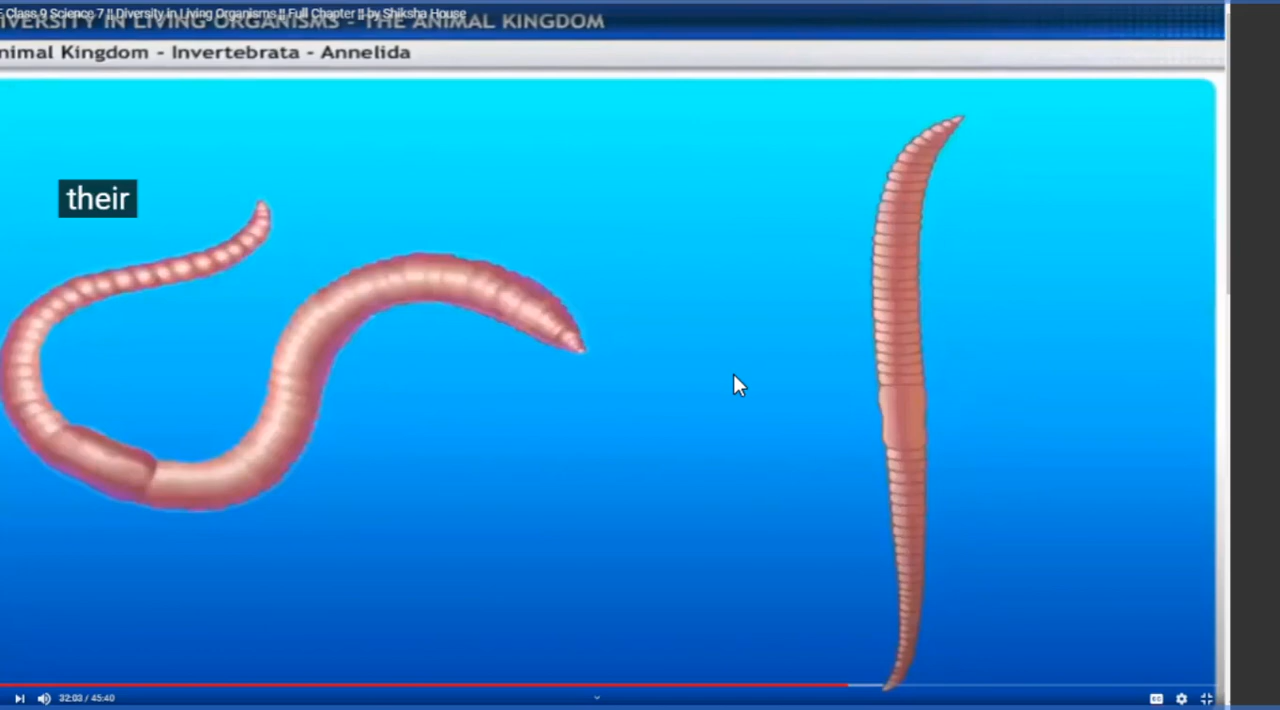 Class 9 Science 7 || Diversity in Living Organisms || Full Chapter || by Shiksha House
IVERSITY IN LIVING ORGANISMS - THE ANIMAL KINGDOM
nimal Kingdom - Invertebrata - Annelida
their
32:03 / 45:40
CC